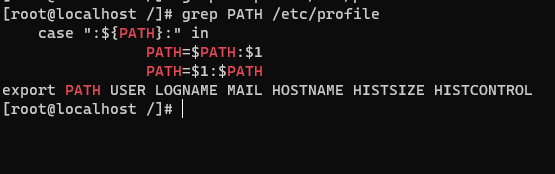 [root@localhost /]# grep PATH /etc/profile
    case ":${PATH}:" in
                PATH=$PATH:$1
                PATH=$1:$PATH
export PATH USER LOGNAME MAIL HOSTNAME HISTSIZE HISTCONTROL
[root@localhost /]#